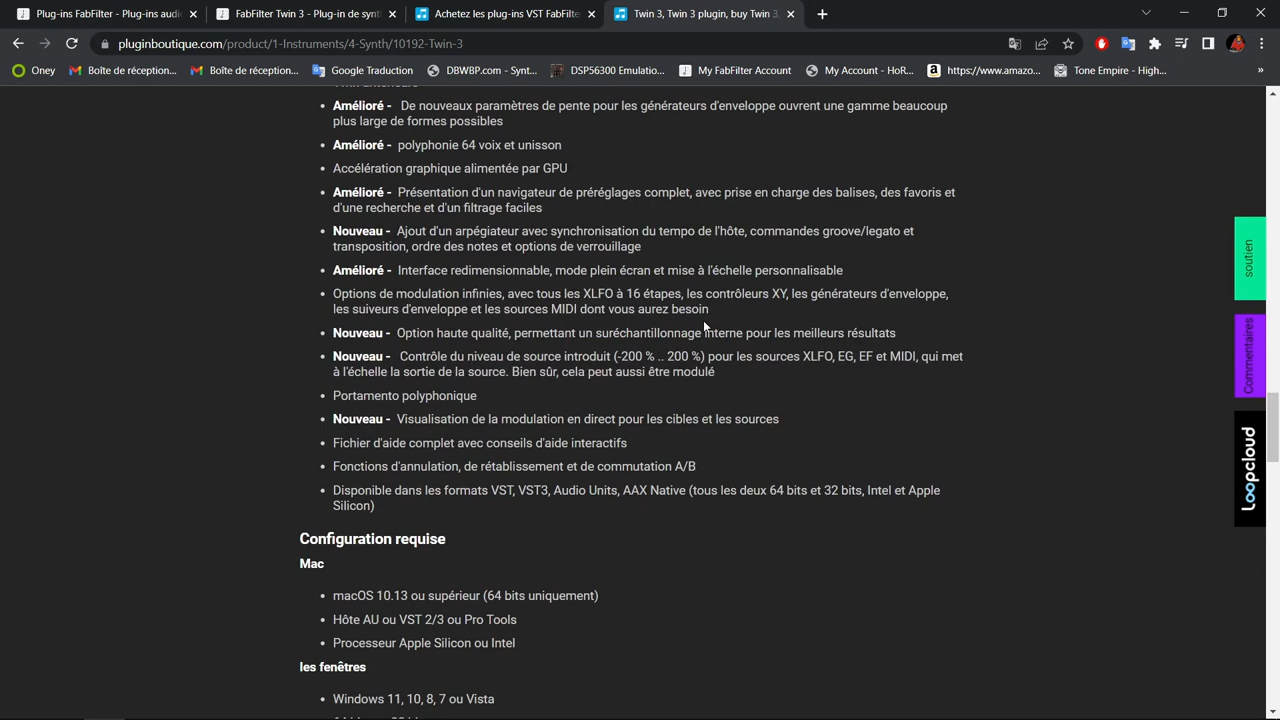 Plug-ins FabFilter - Plug-ins audi
FabFilter Twin 3 - Plug-in de synt
Achetez les plug-ins VST FabFilte
Twin 3, Twin 3 plugin, buy Twin 3,
pluginboutique.com/product/1-Instruments/4-Synth/10192-Twin-3
Oney
Boîte de réception...
Boîte de réception...
Google Traduction
DBWBP.com - Synt...
DSP56300 Emulatio...
My FabFilter Account
My Account - HoR...
https://www.amazo...
Tone Empire - High...
»
Amélioré - De nouveaux paramètres de pente pour les générateurs d'enveloppe ouvrent une gamme beaucoup
plus large de formes possibles
Amélioré - polyphonie 64 voix et unisson
Accélération graphique alimentée par GPU
Amélioré - Présentation d'un navigateur de préréglages complet, avec prise en charge des balises, des favoris et
d'une recherche et d'un filtrage faciles
Nouveau - Ajout d'un arpégiateur avec synchronisation du tempo de l'hôte, commandes groove/legato et
transposition, ordre des notes et options de verrouillage
Amélioré - Interface redimensionnable, mode plein écran et mise à l'échelle personnalisable
Options de modulation infinies, avec tous les XLFO à 16 étapes, les contrôleurs XY, les générateurs d'enveloppe,
les suiveurs d'enveloppe et les sources MIDI dont vous aurez besoin
Nouveau - Option haute qualité, permettant un suréchantillonnage interne pour les meilleurs résultats
Nouveau - Contrôle du niveau de source introduit (-200 % .. 200 %) pour les sources XLFO, EG, EF et MIDI, qui met
à l'échelle la sortie de la source. Bien sûr, cela peut aussi être modulé
Portamento polyphonique
Nouveau - Visualisation de la modulation en direct pour les cibles et les sources
Fichier d'aide complet avec conseils d'aide interactifs
Fonctions d'annulation, de rétablissement et de commutation A/B
Disponible dans les formats VST, VST3, Audio Units, AAX Native (tous les deux 64 bits et 32 bits, Intel et Apple
Silicon)
Configuration requise
Mac
macOS 10.13 ou supérieur (64 bits uniquement)
Hôte AU ou VST 2/3 ou Pro Tools
Processeur Apple Silicon ou Intel
les fenêtres
Windows 11, 10, 8, 7 ou Vista
soutien
Commentaires
loopcloud